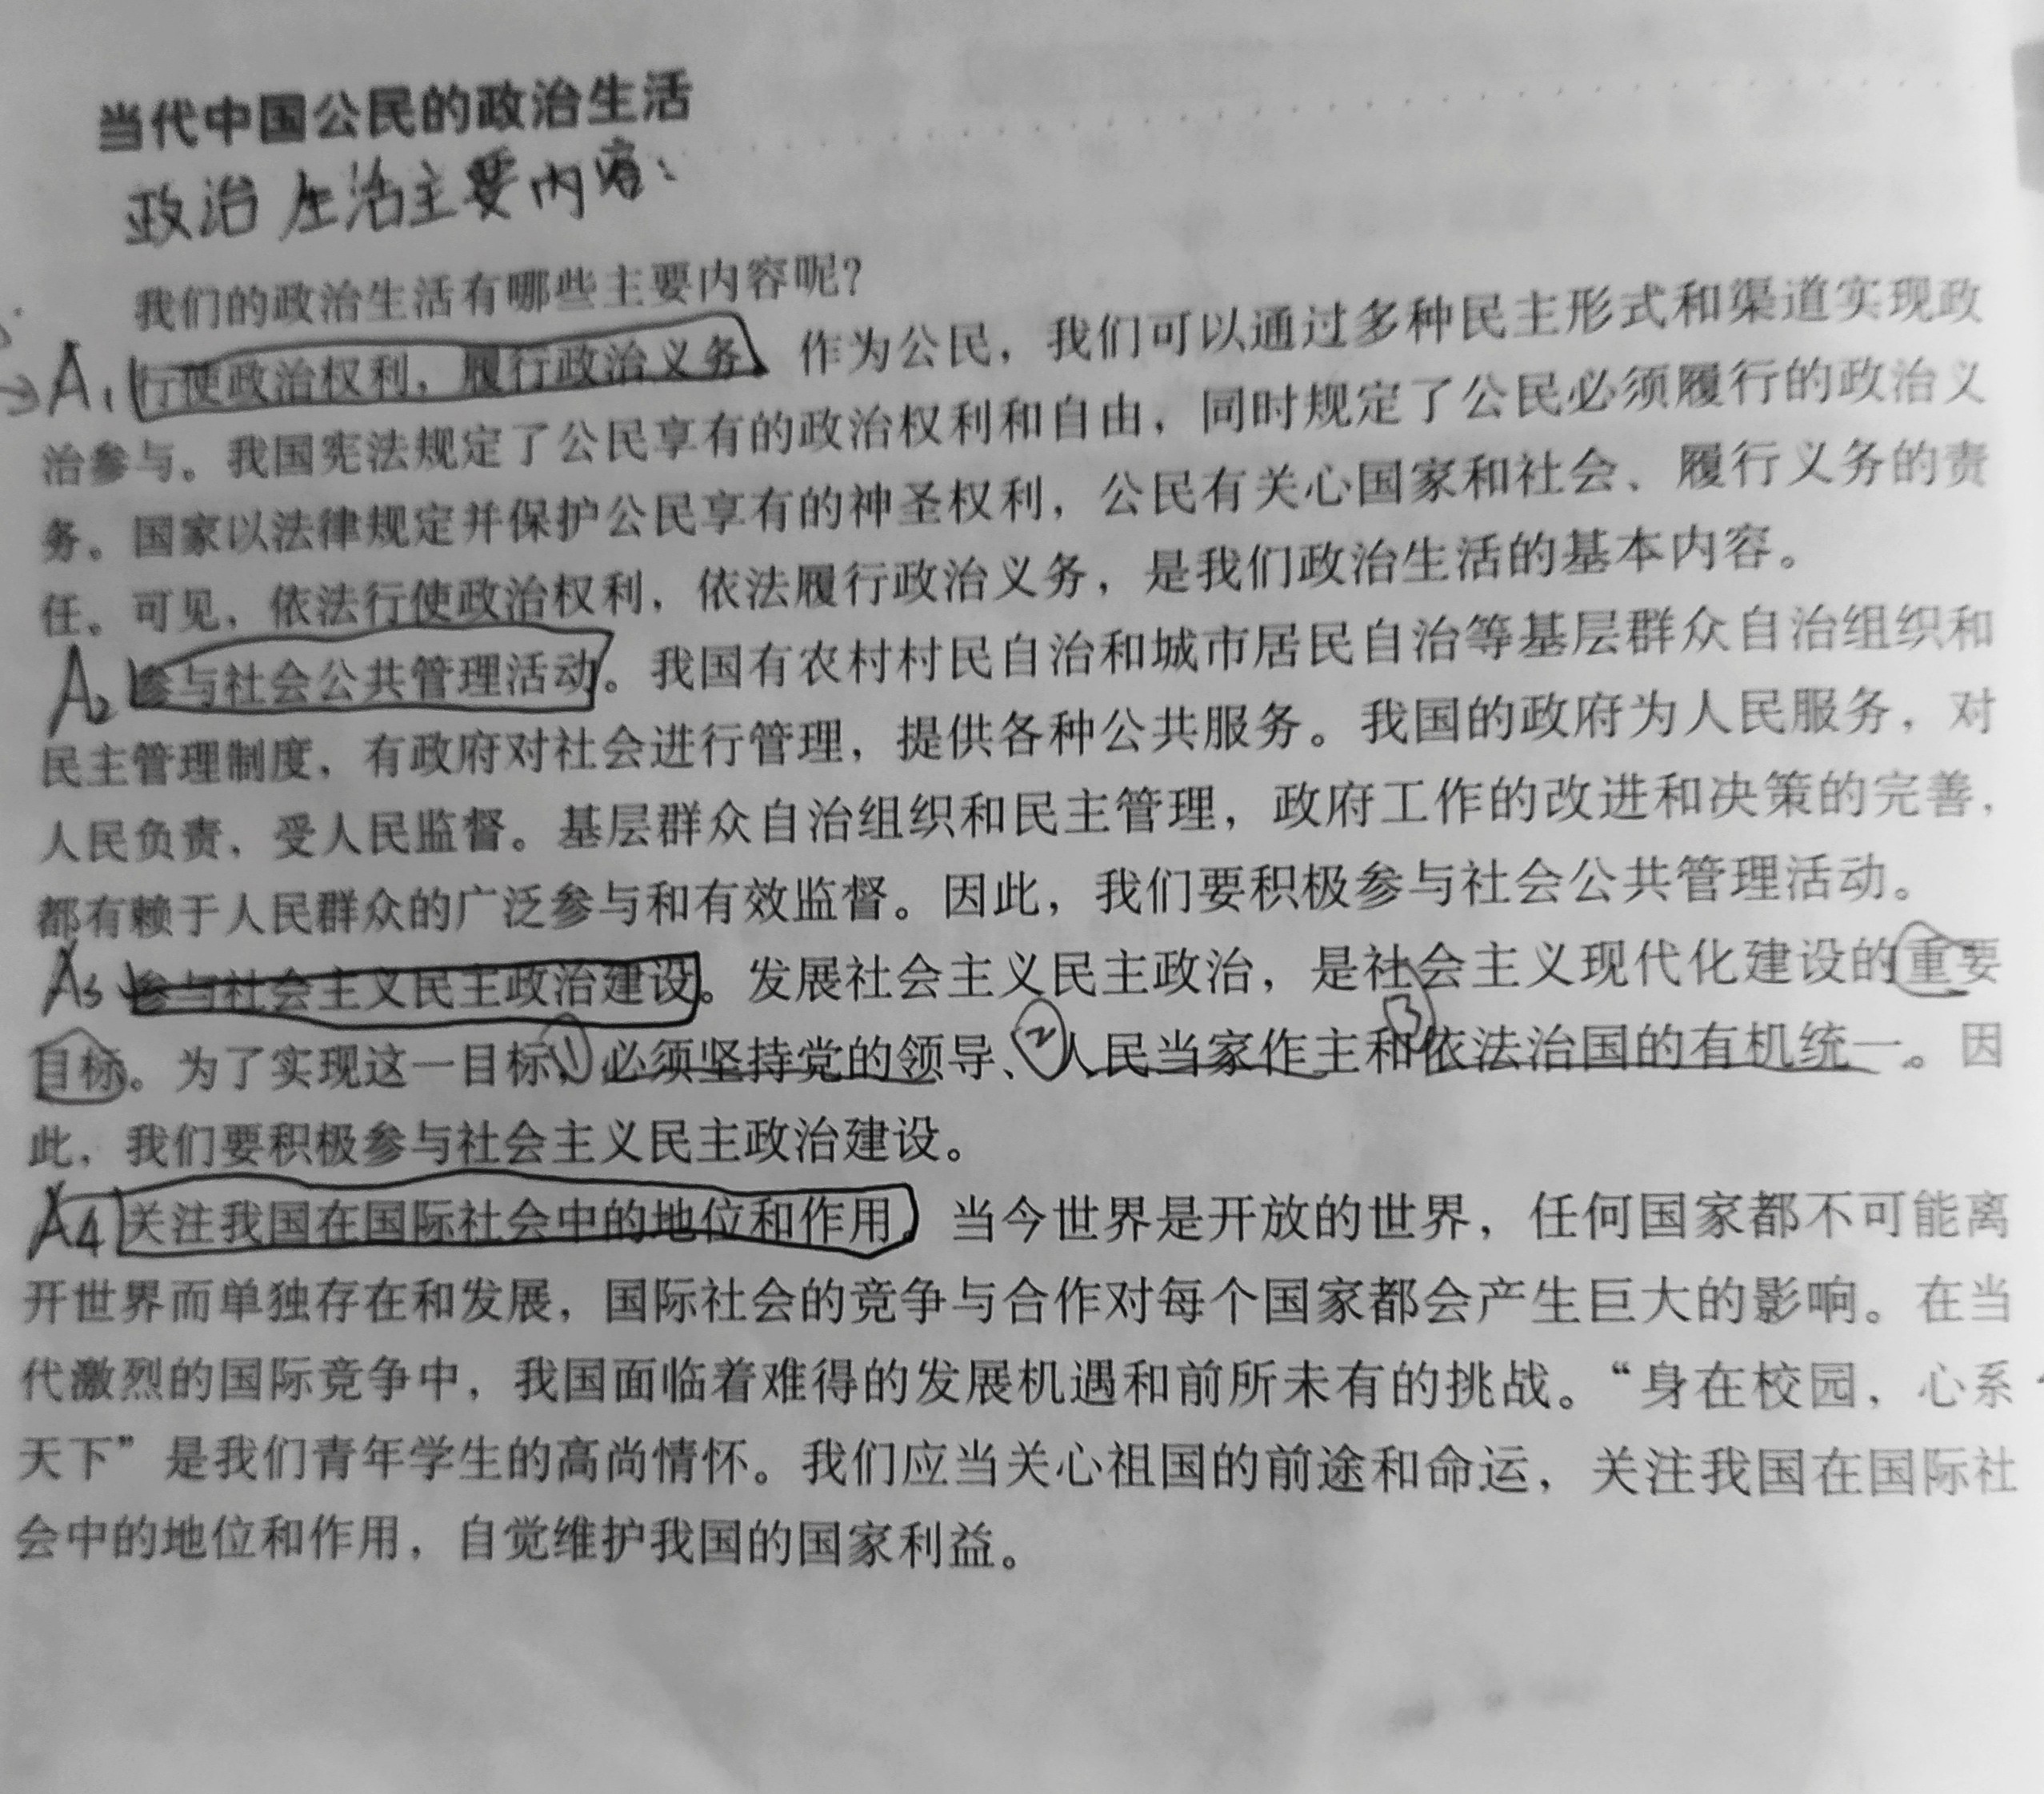 当代中国公民的政治生活
政治生活主要内容:
我们的政治生活有哪些主要内容呢?
A1 行使政治权利，履行政治义务。作为公民，我们可以通过多种民主形式和渠道实现政
治参与。我国宪法规定了公民享有的政治权利和自由，同时规定了公民必须履行的政治义
务。国家以法律规定并保护公民享有的神圣权利，公民有关心国家和社会、履行义务的责
任。可见，依法行使政治权利，依法履行政治义务，是我们政治生活的基本内容。
A2 参与社会公共管理活动。我国有农村村民自治和城市居民自治等基层群众自治组织和
民主管理制度，有政府对社会进行管理，提供各种公共服务。我国的政府为人民服务，对
人民负责，受人民监督。基层群众自治组织和民主管理，政府工作的改进和决策的完善，
都有赖于人民群众的广泛参与和有效监督。因此，我们要积极参与社会公共管理活动。
A3 参与社会主义民主政治建设。发展社会主义民主政治，是社会主义现代化建设的重要
目标。为了实现这一目标，1 必须坚持党的领导、2 人民当家作主和 3 依法治国的有机统一。因
此，我们要积极参与社会主义民主政治建设。
A4 关注我国在国际社会中的地位和作用。当今世界是开放的世界，任何国家都不可能离
开世界而单独存在和发展，国际社会的竞争与合作对每个国家都会产生巨大的影响。在当
代激烈的国际竞争中，我国面临着难得的发展机遇和前所未有的挑战。“身在校园，心系
天下”是我们青年学生的高尚情怀。我们应当关心祖国的前途和命运，关注我国在国际社
会中的地位和作用，自觉维护我国的国家利益。